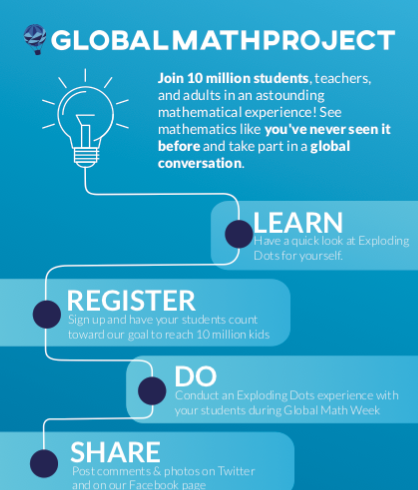 GLOBALMATHPROJECT
Join 10 million students, teachers,
and adults in an astounding
mathematical experience! See
mathematics like you've never seen it
before and take part in a global
conversation.
LEARN
Have a quick look at Exploding
Dots for yourself.
REGISTER
Sign up and have your students count
toward our goal to reach 10 million kids
DO
Conduct an Exploding Dots experience with
your students during Global Math Week
SHARE
Post comments & photos on Twitter
and on our Facebook page